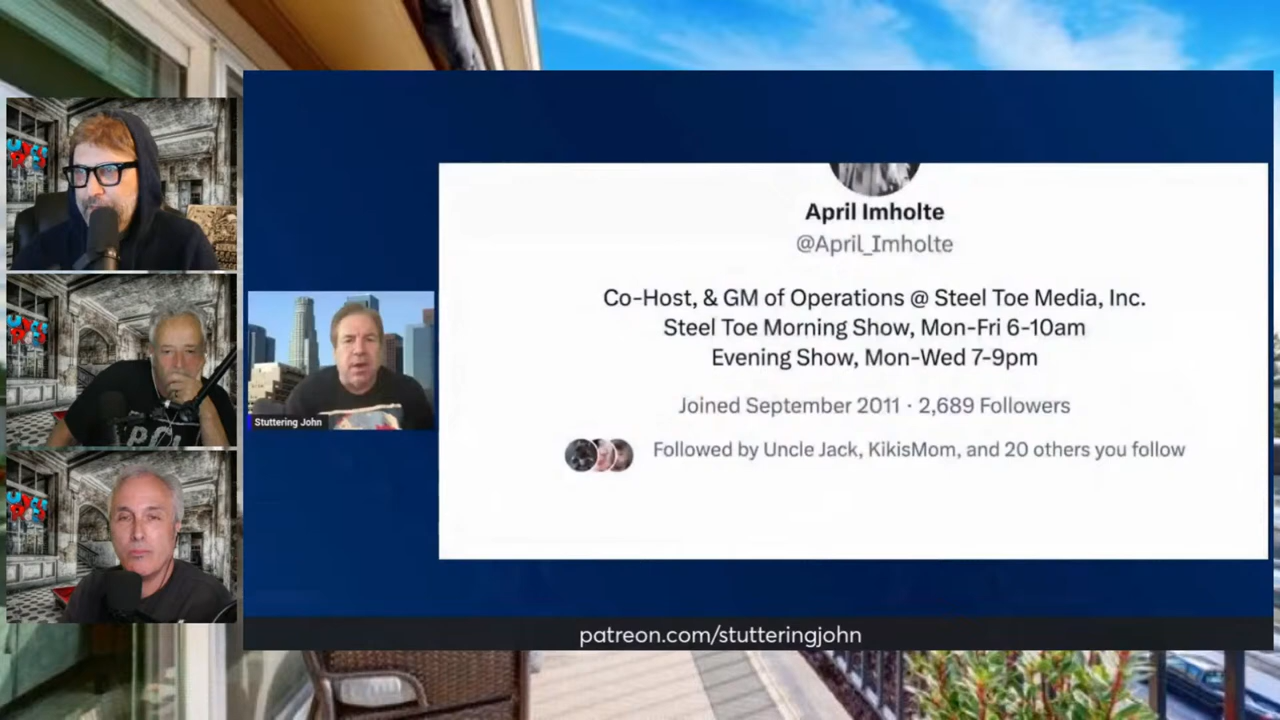 April Imholte
@April_Imholte
Co-Host, & GM of Operations @ Steel Toe Media, Inc.
Steel Toe Morning Show, Mon-Fri 6-10am
Evening Show, Mon-Wed 7-9pm
Joined September 2011 · 2,689 Followers
Followed by Uncle Jack, KikisMom, and 20 others you follow
Stuttering John
patreon.com/stutteringjohn